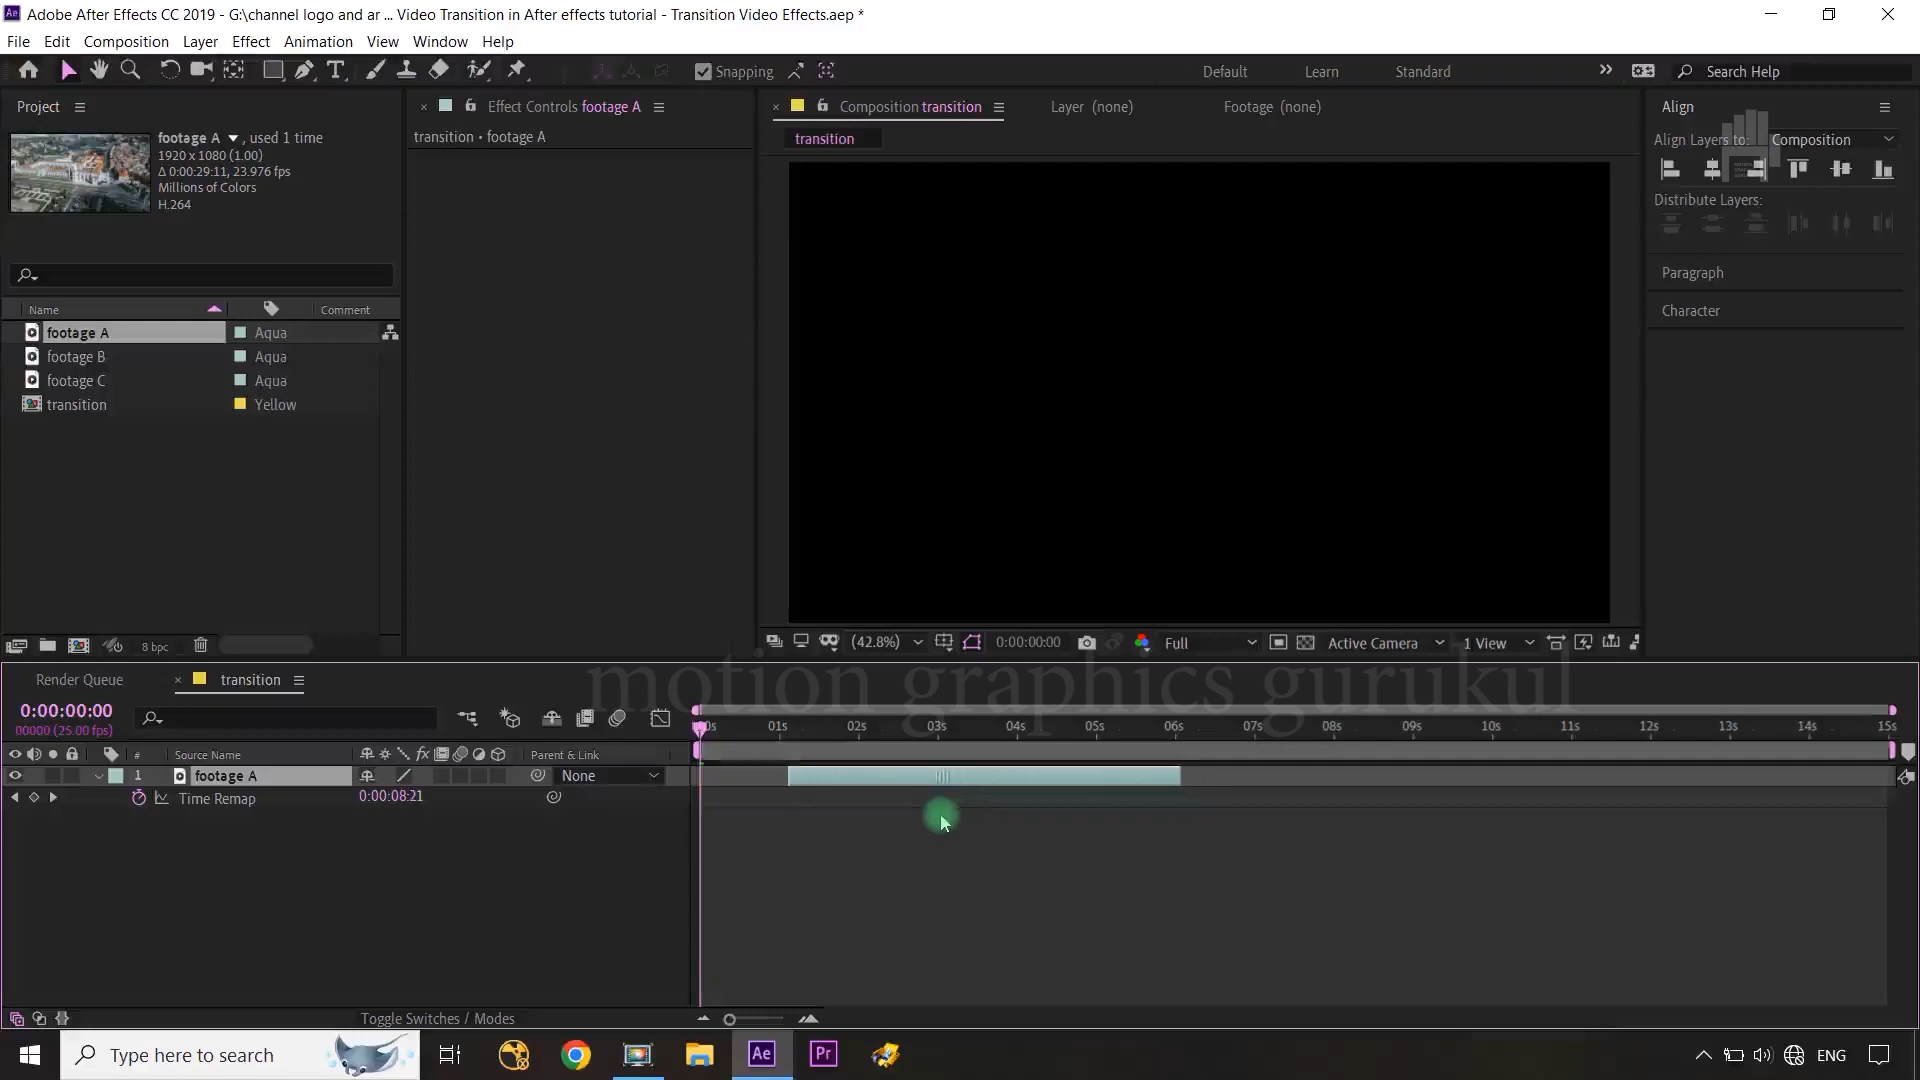 Adobe After Effects CC 2019 - G:\channel logo and ar ... Video Transition in After effects tutorial - Transition Video Effects.aep *
File Edit Composition Layer Effect Animation View Window Help
Snapping
Default Learn Standard
Search Help
Project
Effect Controls footage A
Composition transition
Layer (none)
Footage (none)
Align
footage A , used 1 time
1920 x 1080 (1.00)
Δ 0:00:29:11, 23.976 fps
Millions of Colors
H.264
transition • footage A
transition
Align Layers to: Composition
Distribute Layers:
Paragraph
Character
Name Comment
footage A Aqua
footage B Aqua
footage C Aqua
transition Yellow
8 bpc
(42.8%) 0:00:00:00 Full Active Camera 1 View
motion graphics gurukul
Render Queue transition
0:00:00:00
00000 (25.00 fps)
00s 01s 02s 03s 04s 05s 06s 07s 08s 09s 10s 11s 12s 13s 14s 15s
# Source Name fx Parent & Link
1 footage A None
Time Remap 0:00:08:21
Toggle Switches / Modes
Type here to search
Ae Pr
ENG